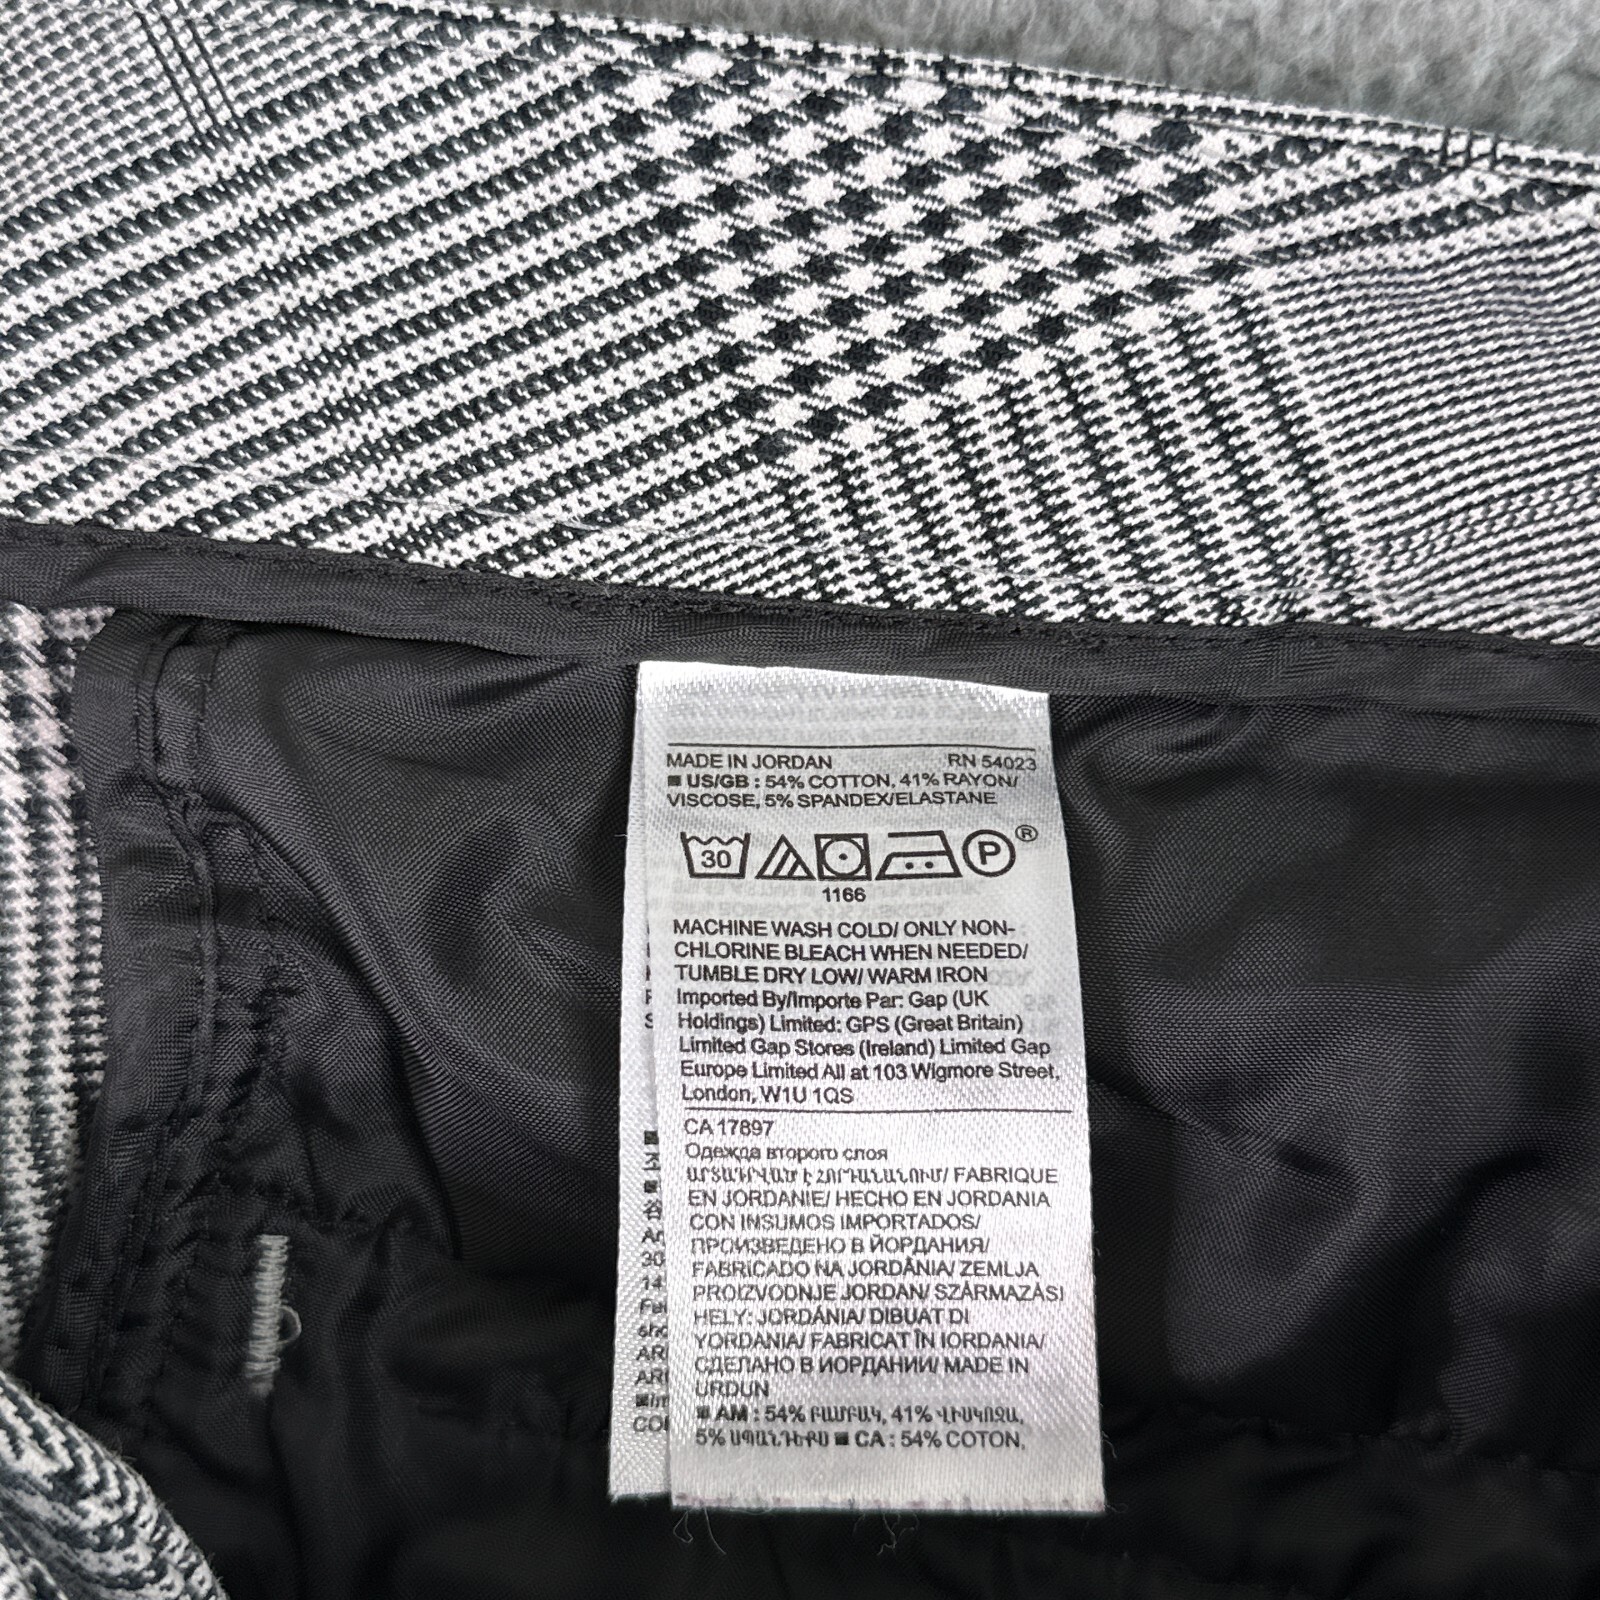 MADE IN JORDAN RN 54023
■ US/GB : 54% COTTON, 41% RAYON/
VISCOSE, 5% SPANDEX/ELASTANE
30 P ®
1166
MACHINE WASH COLD/ ONLY NON-
CHLORINE BLEACH WHEN NEEDED/
TUMBLE DRY LOW/ WARM IRON
Imported By/Importe Par: Gap (UK
Holdings) Limited: GPS (Great Britain)
Limited Gap Stores (Ireland) Limited Gap
Europe Limited All at 103 Wigmore Street,
London, W1U 1QS
CA 17897
Одежда второго слоя
ԱՐՏԱԴՐՎԱԾ Է ՀՈՐԴԱՆԱՆՈՒՄ/ FABRIQUE
EN JORDANIE/ HECHO EN JORDANIA
CON INSUMOS IMPORTADOS/
ПРОИЗВЕДЕНО В ЙОРДАНИЯ/
FABRICADO NA JORDÂNIA/ ZEMLJA
PROIZVODNJE JORDAN/ SZÁRMAZÁSI
HELY: JORDÁNIA/ DIBUAT DI
YORDANIA/ FABRICAT ÎN IORDANIA/
СДЕЛАНО В ИОРДАНИИ/ MADE IN
URDUN
■ AM : 54% ԲԱՄԲԱԿ, 41% ՎԻՍԿՈԶԱ,
5% ՍՊԱՆԴԵՔՍ ■ CA : 54% COTON,